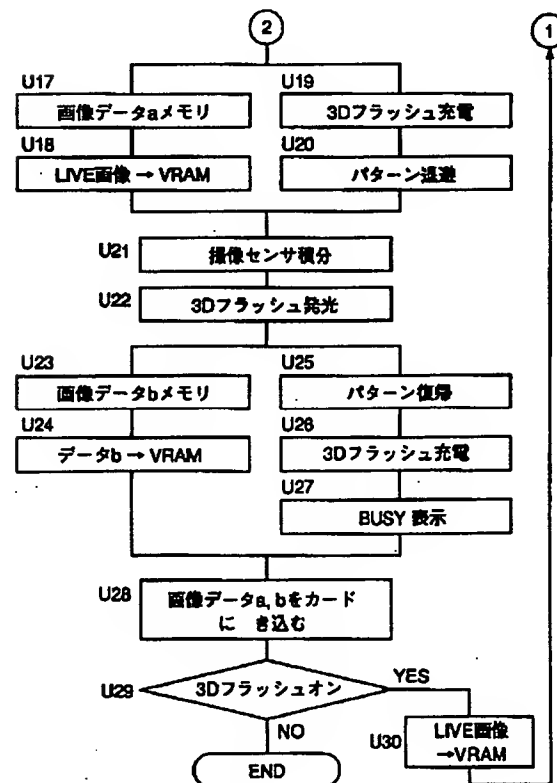 2
1
U17
画像データaメモリ
U18
LIVE画像→VRAM
U19
3Dフラッシュ充電
U20
パターン退避
U21
撮像センサ積分
U22
3Dフラッシュ発光
U23
画像データbメモリ
U24
データb→VRAM
U25
パターン復帰
U26
3Dフラッシュ充電
U27
BUSY 表示
U28
画像データa, bをカード
に き込む
U29
3Dフラッシュオン
YES
NO
U30
LIVE画像
→VRAM
END